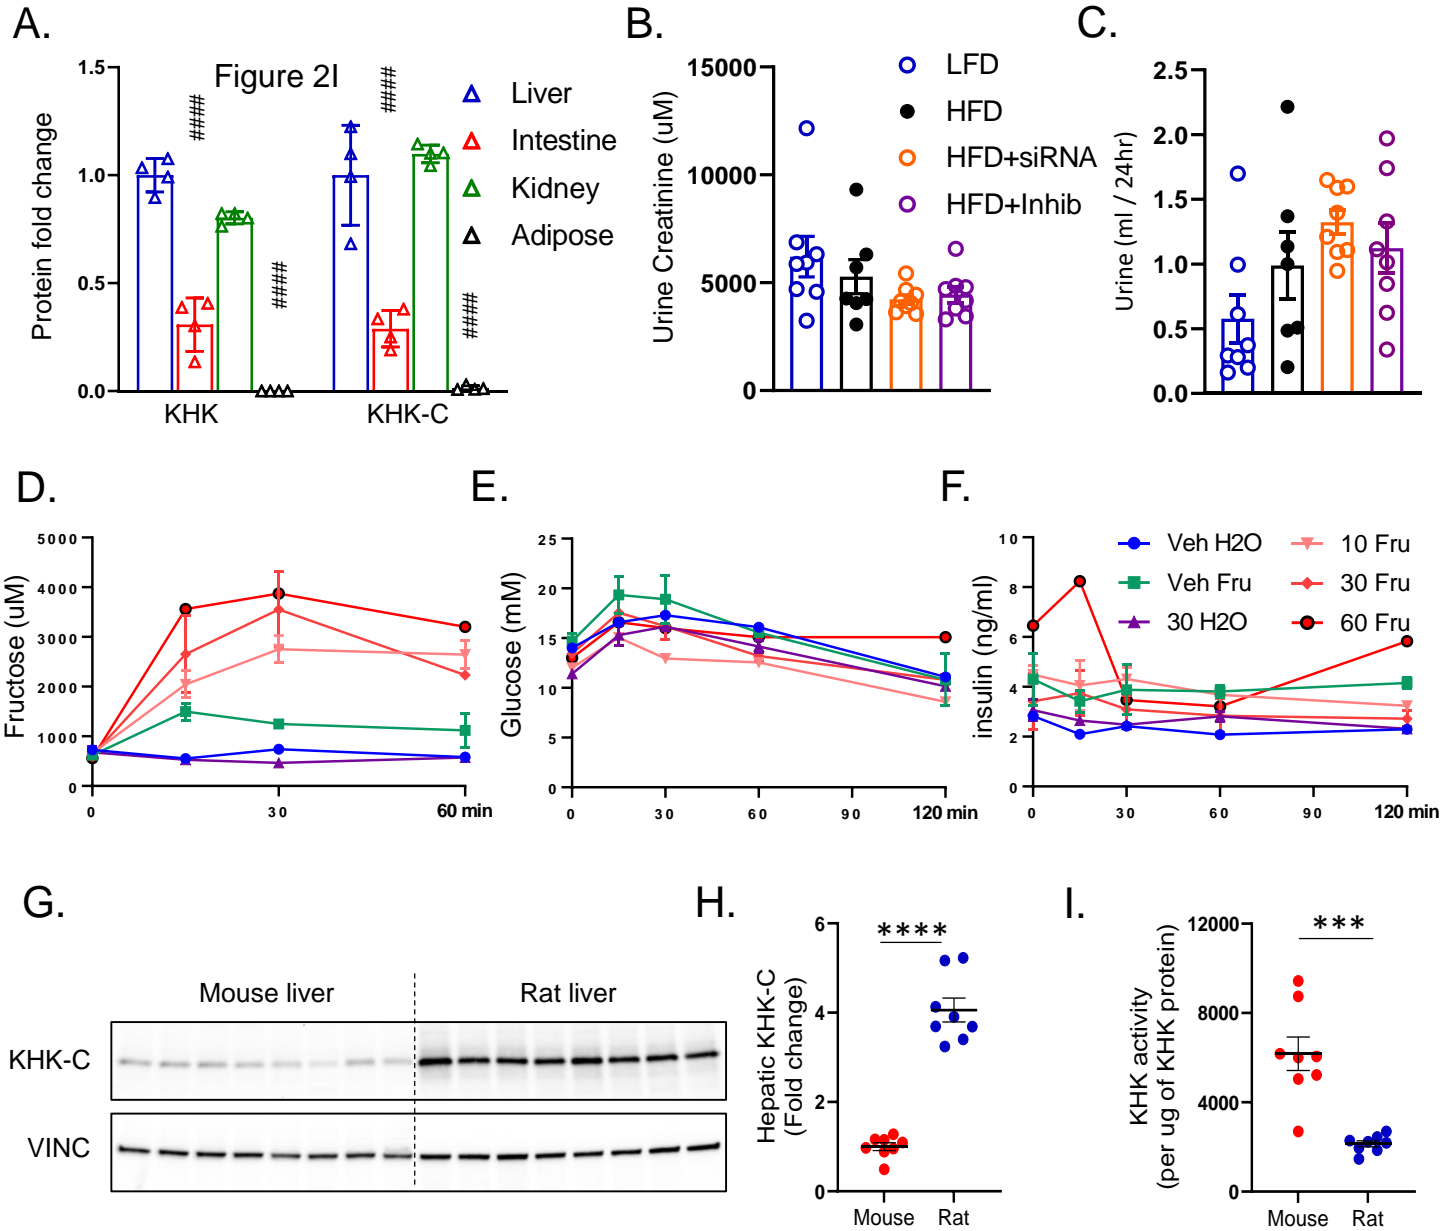 A.
Figure 2I
Protein fold change
1.5
1.0
0.5
0.0
####
####
####
####
KHK
KHK-C
Liver
Intestine
Kidney
Adipose
B.
Urine Creatinine (uM)
15000
10000
5000
0
LFD
HFD
HFD+siRNA
HFD+Inhib
C.
Urine (ml / 24hr)
2.5
2.0
1.5
1.0
0.5
0.0
D.
Fructose (uM)
5000
4000
3000
2000
1000
0
0
30
60 min
E.
Glucose (mM)
25
20
15
10
5
0
0
30
60
90
120 min
F.
insulin (ng/ml)
10
8
6
4
2
0
0
30
60
90
120 min
Veh H2O
Veh Fru
30 H2O
10 Fru
30 Fru
60 Fru
G.
Mouse liver
Rat liver
KHK-C
VINC
H.
Hepatic KHK-C
(Fold change)
6
4
2
0
****
Mouse
Rat
I.
KHK activity
(per ug of KHK protein)
12000
8000
4000
0
***
Mouse
Rat